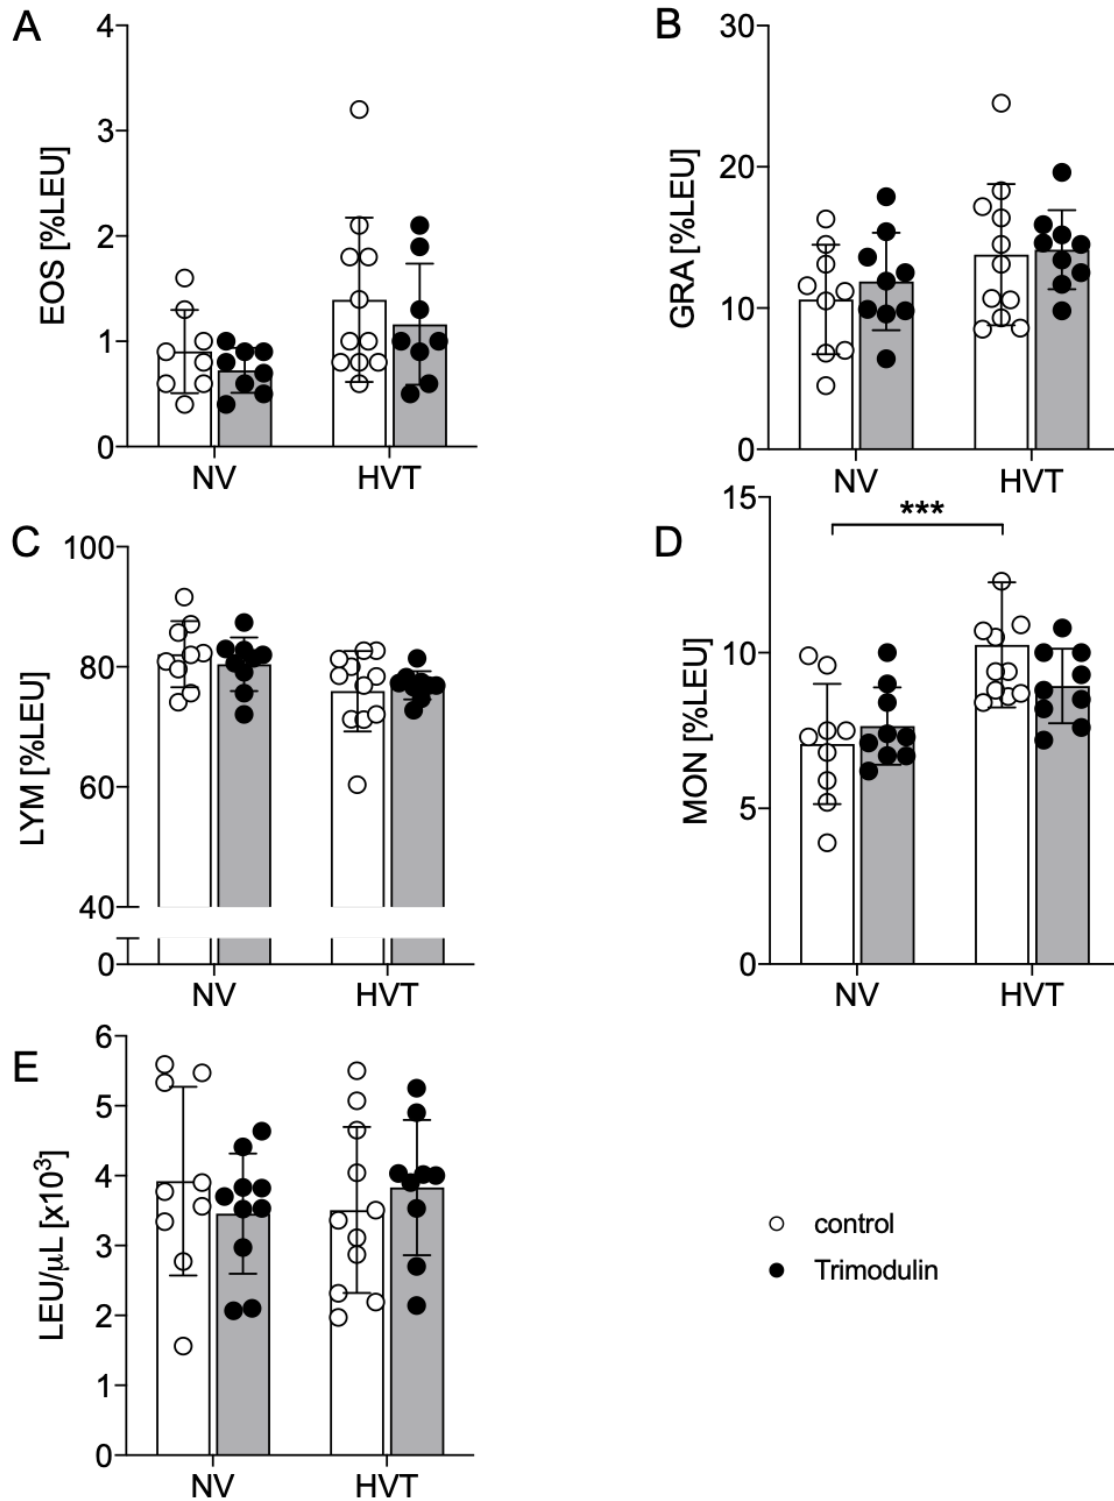 A
4
3
2
1
0
EOS [%LEU]
NV HVT
B
30
20
10
0
GRA [%LEU]
NV HVT
C
100
80
60
40
0
LYM [%LEU]
NV HVT
D
15
10
5
0
MON [%LEU]
***
NV HVT
E
6
5
4
3
2
1
0
LEU/μL [x10³]
NV HVT
control
Trimodulin